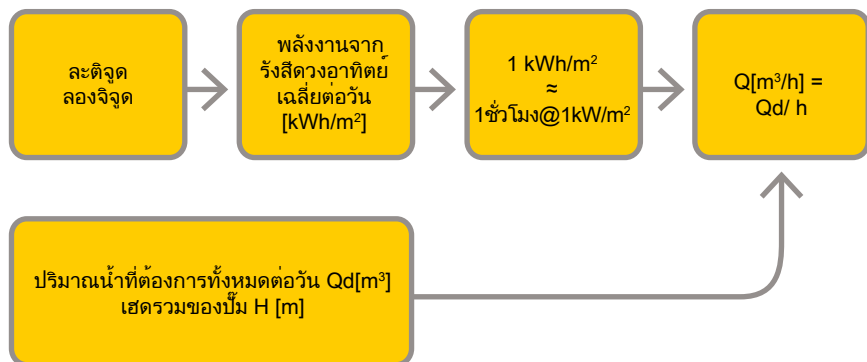 ละติจูด
ลองจิจูด
พลังงานจาก
รังสีดวงอาทิตย์
เฉลี่ยต่อวัน
[kWh/m²]
1 kWh/m²
≈
1ชั่วโมง@1kW/m²
Q[m³/h] =
Qd/ h
ปริมาณน้ำที่ต้องการทั้งหมดต่อวัน Qd[m³]
เฮดรวมของปั๊ม H [m]